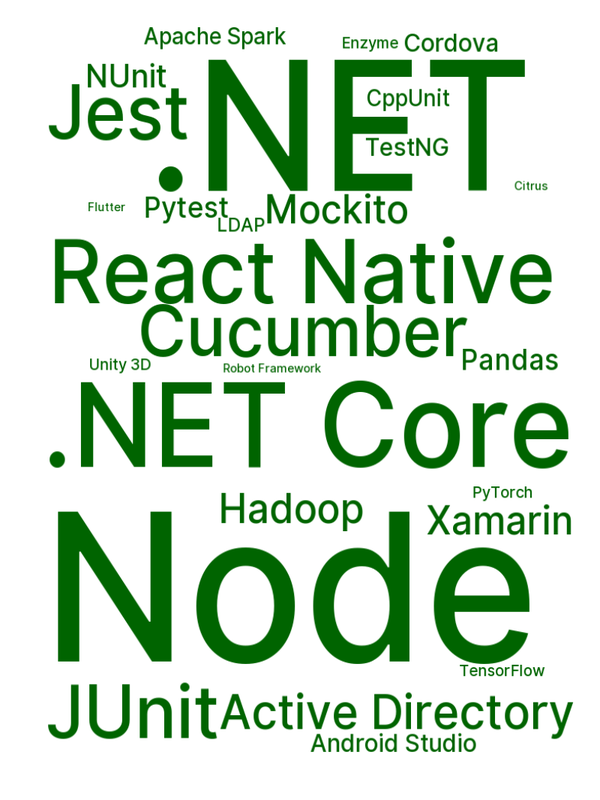 Apache Spark
Enzyme
Cordova
NUnit
Jest
.NET
CppUnit
TestNG
Citrus
Flutter
Pytest
LDAP
Mockito
React Native
Cucumber
Pandas
Unity 3D
Robot Framework
.NET Core
PyTorch
Hadoop
Xamarin
Node
TensorFlow
JUnit
Active Directory
Android Studio